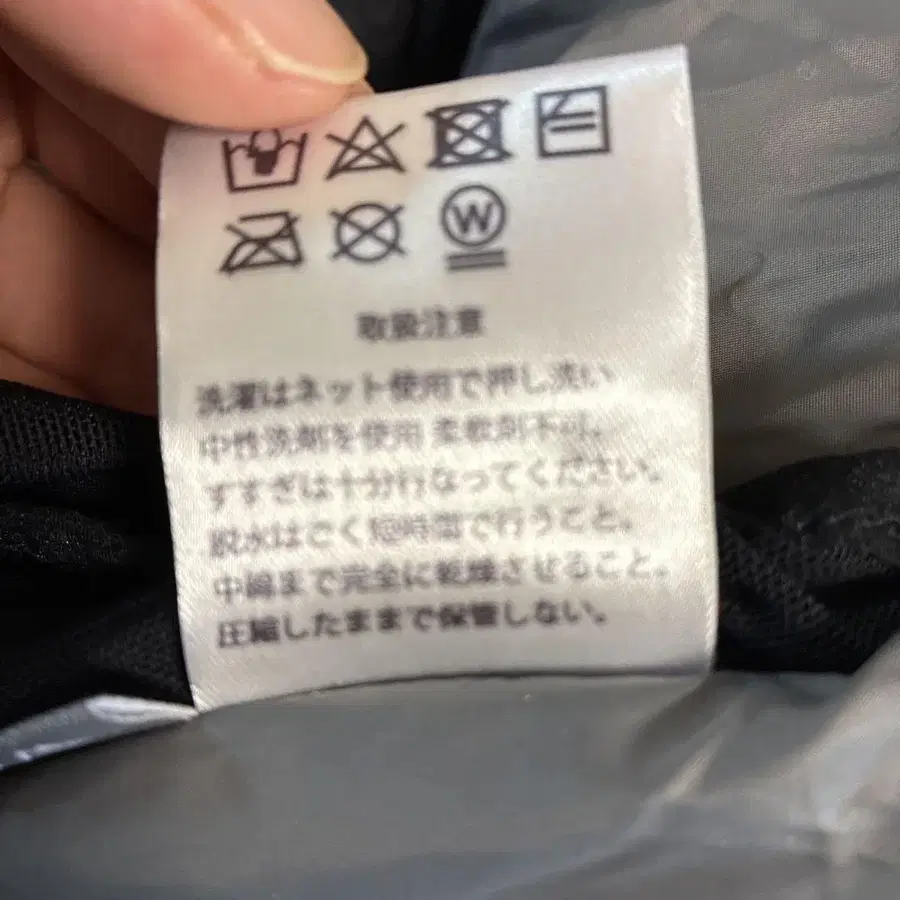 W
取扱注意
洗濯はネット使用で押し洗い
中性洗剤を使用 柔軟剤不可。
すすぎは十分行なってください。
脱水はごく短時間で行うこと。
中綿まで完全に乾燥させること。
圧縮したままで保管しない。